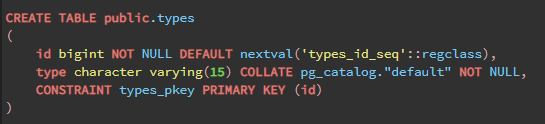 CREATE TABLE public.types
(
    id bigint NOT NULL DEFAULT nextval('types_id_seq'::regclass),
    type character varying(15) COLLATE pg_catalog."default" NOT NULL,
    CONSTRAINT types_pkey PRIMARY KEY (id)
)